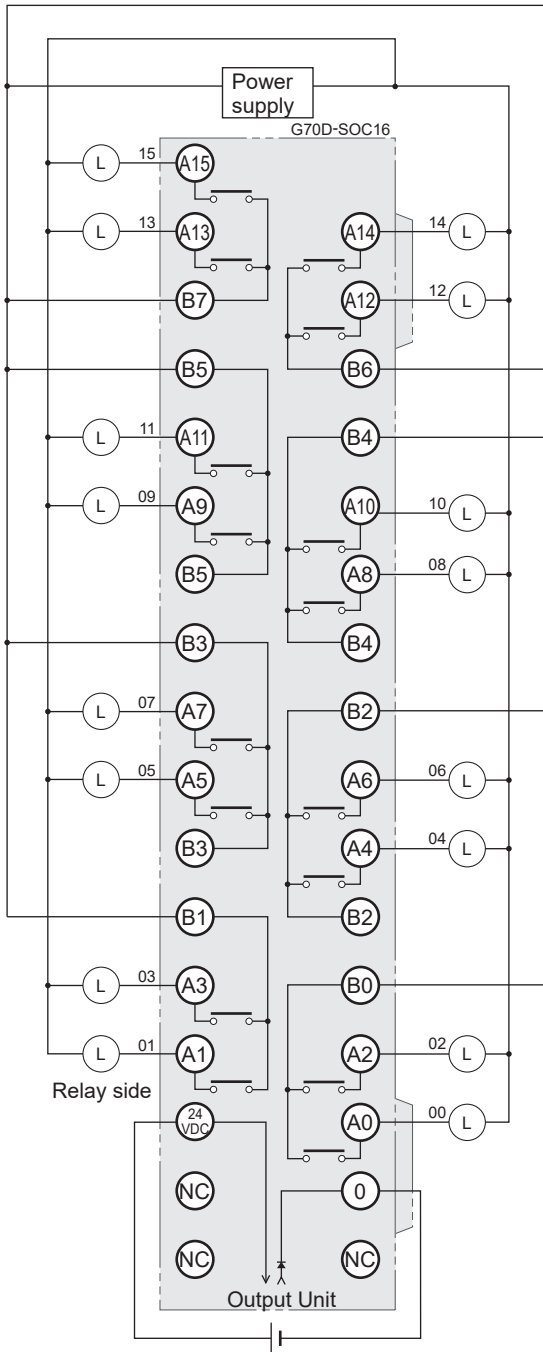 Power
supply
G70D-SOC16
L 15 A15
L 13 A13 A14 14 L
B7 A12 12 L
B5 B6
L 11 A11 B4
L 09 A9 A10 10 L
B5 A8 08 L
B3 B4
L 07 A7 B2
L 05 A5 A6 06 L
B3 A4 04 L
B1 B2
L 03 A3 B0
L 01 A1 A2 02 L
Relay side
24
VDC
A0 00 L
NC 0
NC NC
Output Unit